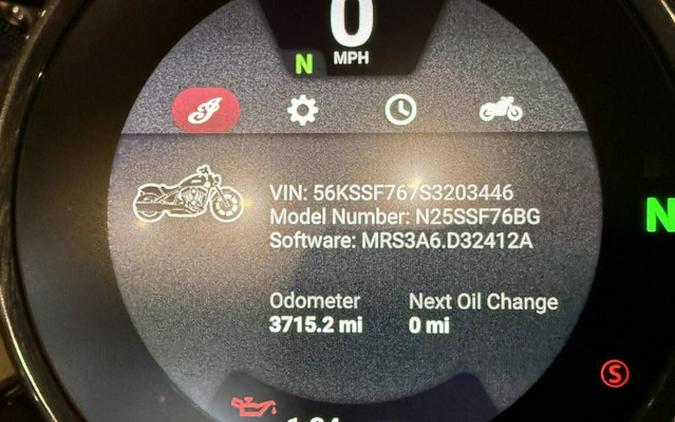 0
MPH
N
VIN: 56KSSF767S3203446
Model Number: N25SSF76BG
Software: MRS3A6.D32412A
N
Odometer Next Oil Change
3715.2 mi 0 mi
S